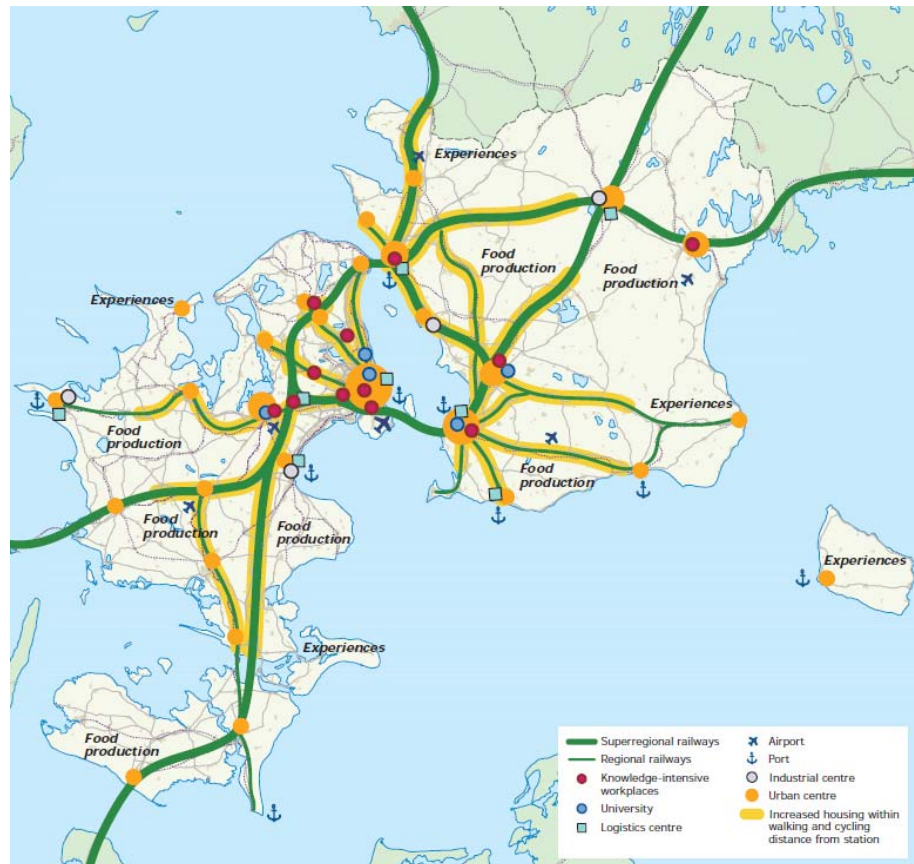 Experiences
Food
production
Food
production
Experiences
Experiences
Food
production
Food
production
Food
production
Food
production
Experiences
Experiences
Food
production
Superregional railways
Regional railways
Knowledge-intensive
workplaces
University
Logistics centre
Airport
Port
Industrial centre
Urban centre
Increased housing within
walking and cycling
distance from station